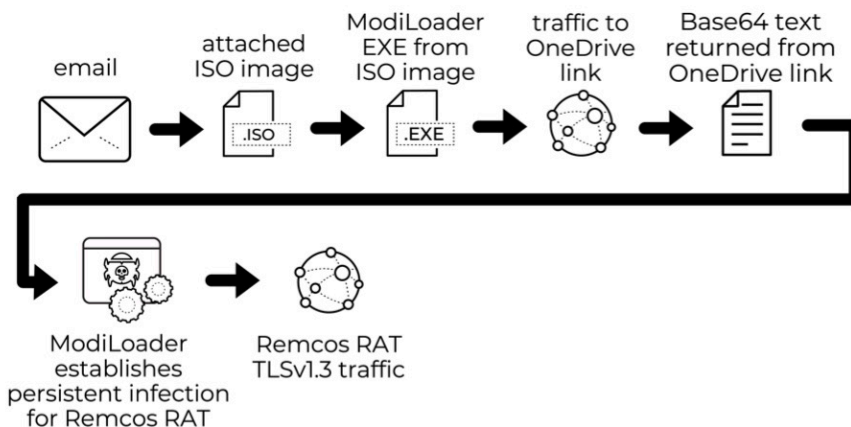 email
attached
ISO image
ModiLoader
EXE from
ISO image
traffic to
OneDrive
link
Base64 text
returned from
OneDrive link
.ISO
.EXE
ModiLoader
establishes
persistent infection
for Remcos RAT
Remcos RAT
TLSv1.3 traffic